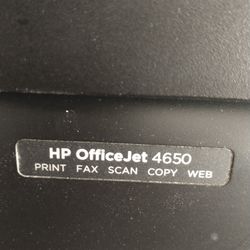 HP OfficeJet 4650
PRINT FAX SCAN COPY WEB